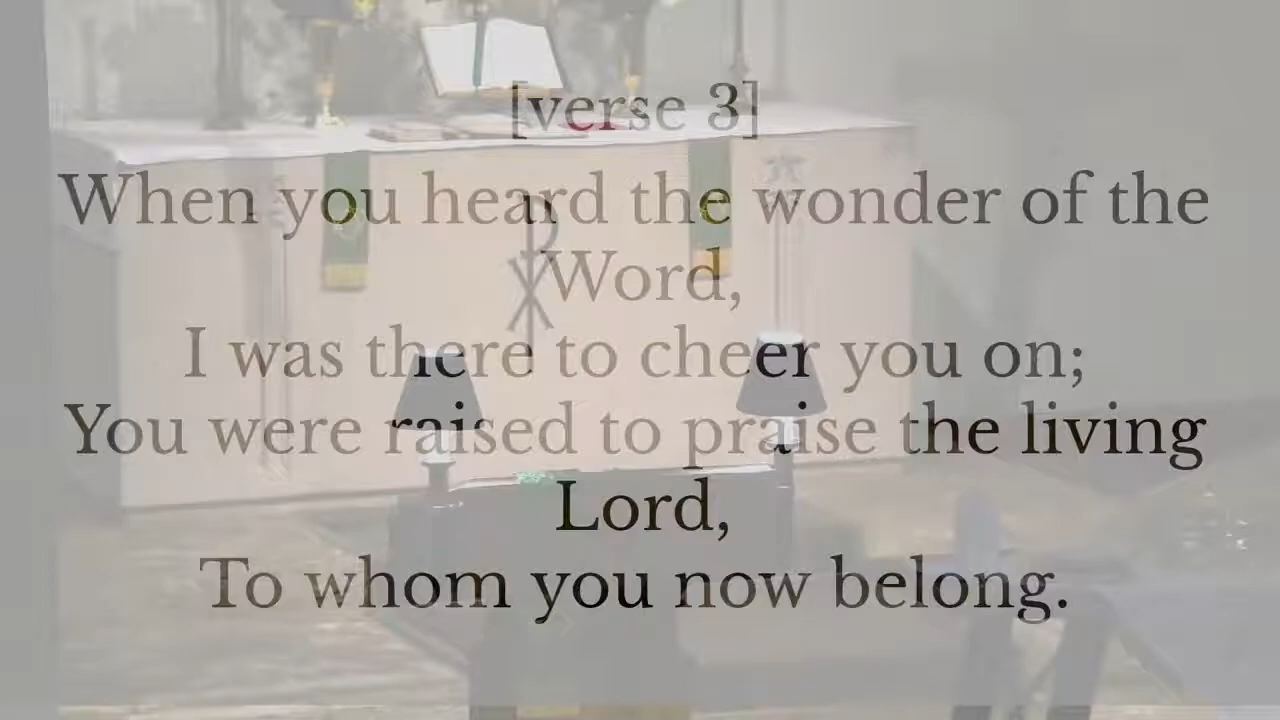 [verse 3]
When you heard the wonder of the
Word,
I was there to cheer you on;
You were raised to praise the living
Lord,
To whom you now belong.